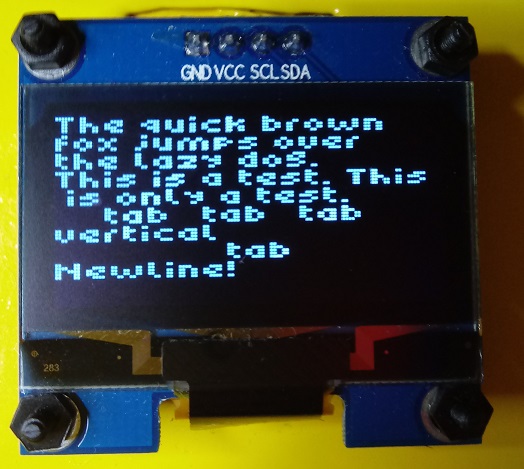 GND VCC SCL SDA
The quick brown
fox jumps over
the lazy dog.
This is a test. This
is only a test.
tab tab tab
vertical
tab
Newline!
283